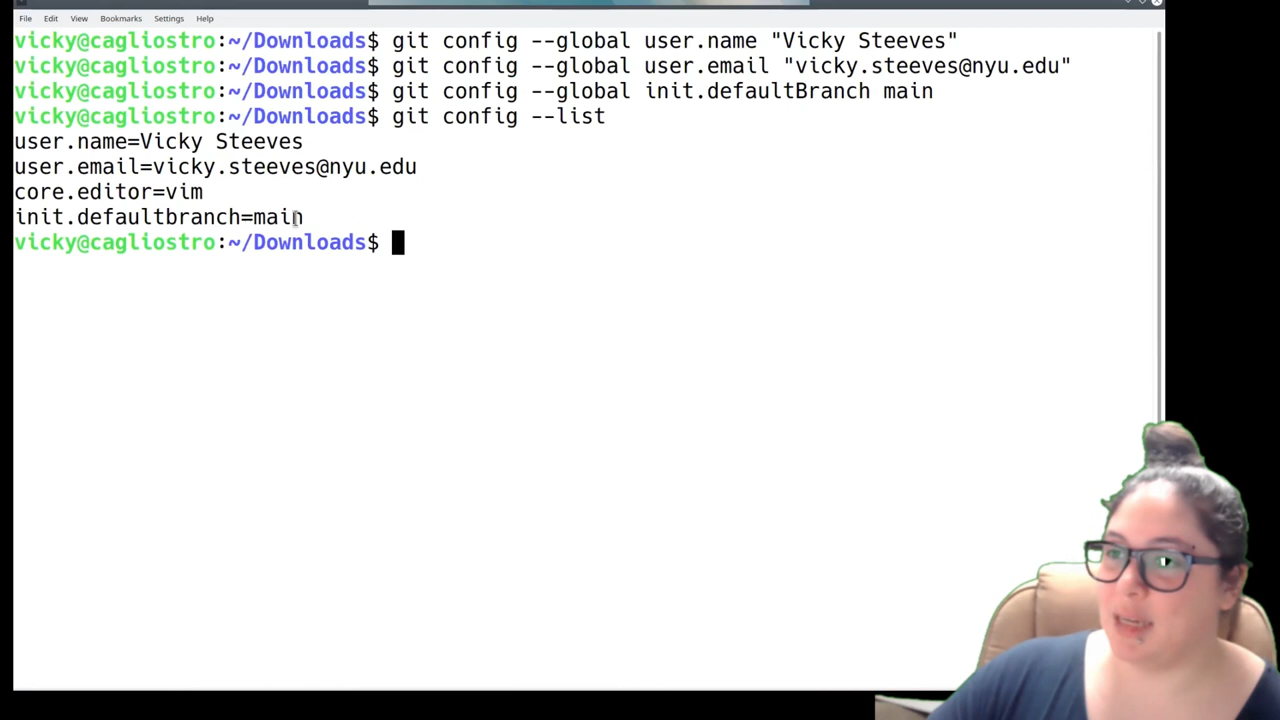 File Edit View Bookmarks Settings Help
vicky@cagliostro:~/Downloads$ git config --global user.name "Vicky Steeves"
vicky@cagliostro:~/Downloads$ git config --global user.email "vicky.steeves@nyu.edu"
vicky@cagliostro:~/Downloads$ git config --global init.defaultBranch main
vicky@cagliostro:~/Downloads$ git config --list
user.name=Vicky Steeves
user.email=vicky.steeves@nyu.edu
core.editor=vim
init.defaultbranch=main
vicky@cagliostro:~/Downloads$